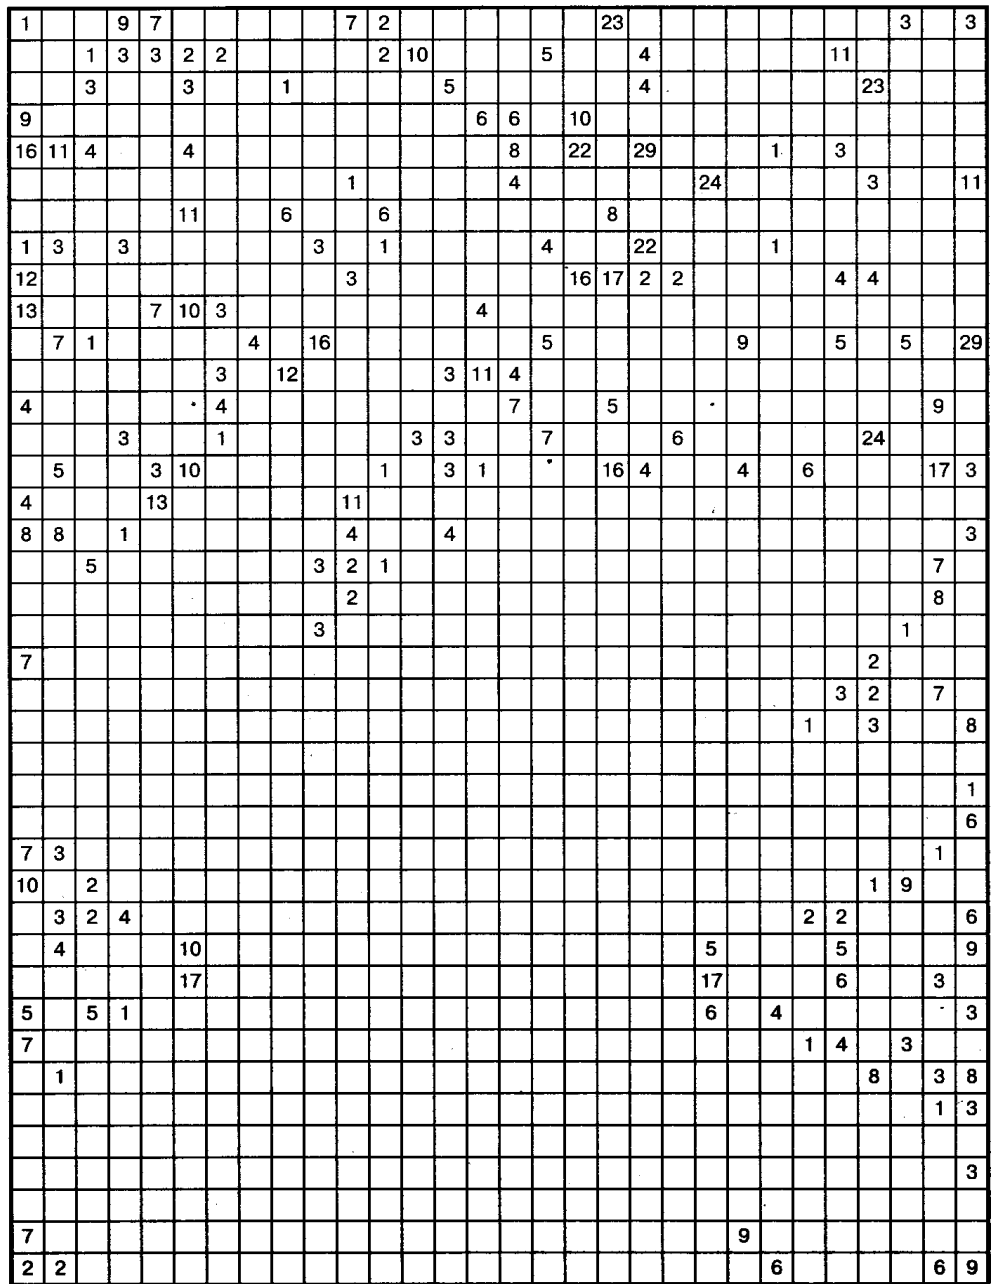 1 9 7 7 2 23 3 3
1 3 3 2 2 2 10 5 4 11
3 3 1 5 4 23
9 6 6 10
16 11 4 4 8 22 29 1 3
1 4 24 3 11
11 6 6 8
1 3 3 3 1 4 22 1
12 3 16 17 2 2 4 4
13 7 10 3 4
7 1 4 16 5 9 5 5 29
3 12 3 11 4
4 4 7 5 9
3 1 3 3 7 6 24
5 3 10 1 3 1 16 4 4 6 17 3
4 13 11
8 8 1 4 4 3
5 3 2 1 7
2 8
3 1
7 2
3 2 7
1 3 8
1
6
7 3 1
10 2 1 9
3 2 4 2 2 6
4 10 5 5 9
17 17 6 3
5 5 1 6 4 3
7 1 4 3
1 8 3 8
1 3
3
7 9
2 2 6 6 9